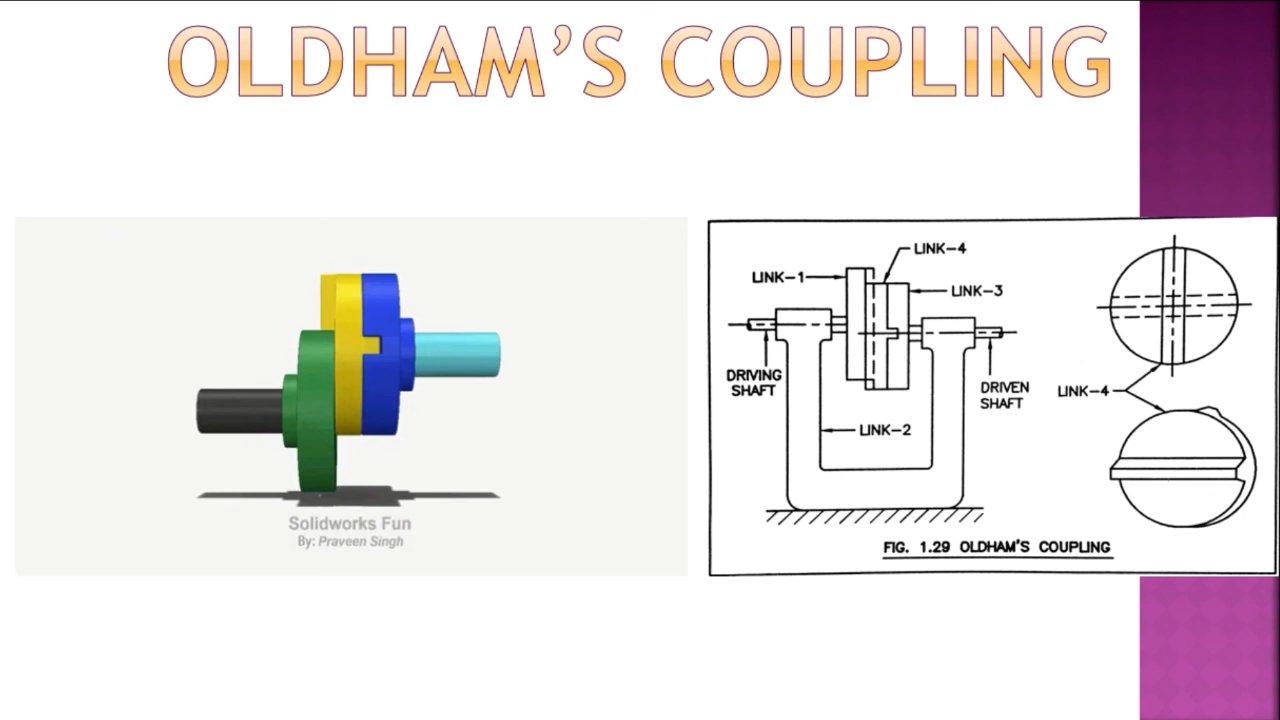 OLDHAM'S COUPLING
Solidworks Fun
By: Praveen Singh
LINK-4
LINK-1
LINK-3
DRIVING
SHAFT
DRIVEN
SHAFT
LINK-2
LINK-4
FIG. 1.29 OLDHAM'S COUPLING